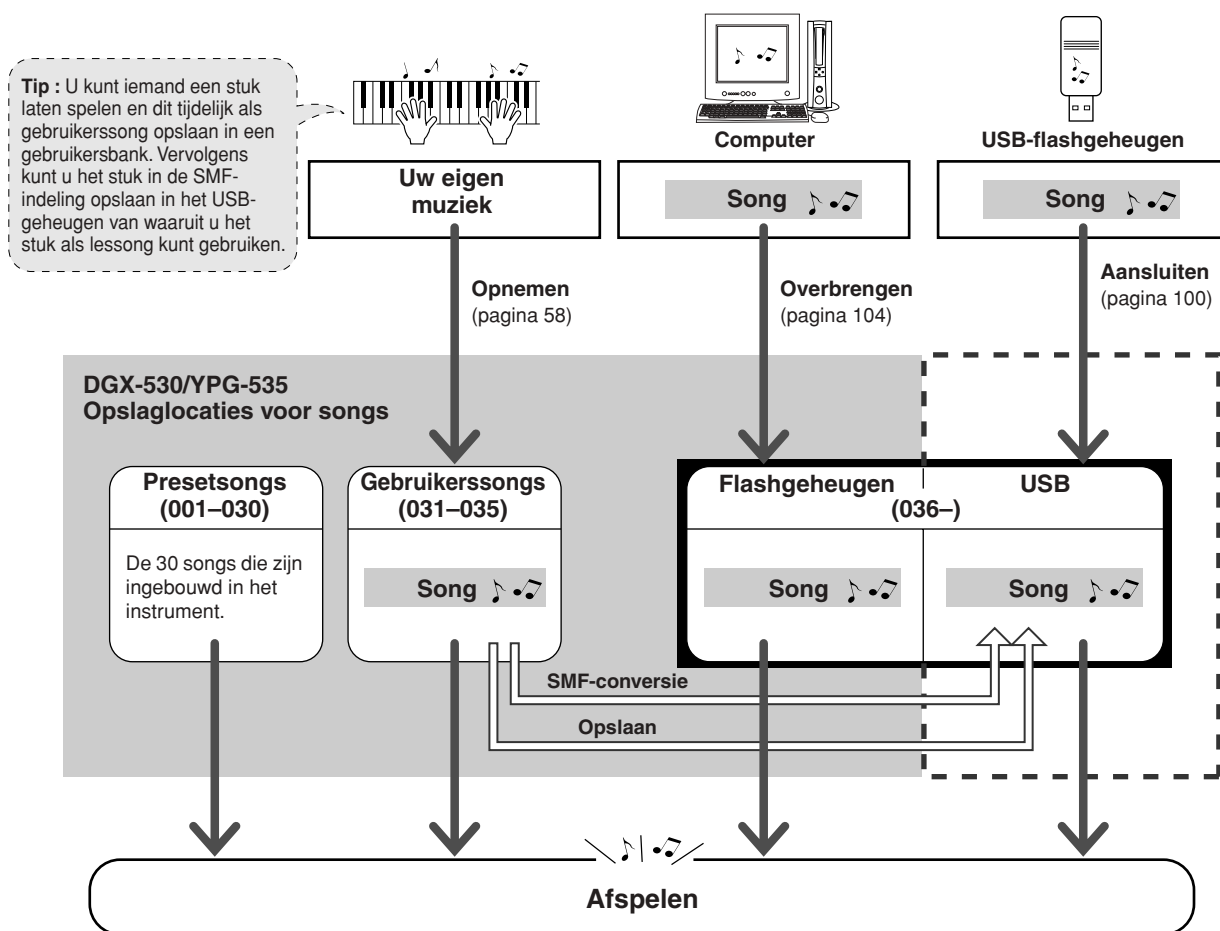 Tip : U kunt iemand een stuk
laten spelen en dit tijdelijk als
gebruikerssong opslaan in een
gebruikersbank. Vervolgens
kunt u het stuk in de SMF-
indeling opslaan in het USB-
geheugen van waaruit u het
stuk als lessong kunt gebruiken.
Computer
USB-flashgeheugen
Uw eigen
muziek
Song
Song
Opnemen
(pagina 58)
Overbrengen
(pagina 104)
Aansluiten
(pagina 100)
DGX-530/YPG-535
Opslaglocaties voor songs
Presetsongs
(001–030)
Gebruikerssongs
(031–035)
Flashgeheugen
USB
(036–)
De 30 songs die zijn
ingebouwd in het
instrument.
Song
Song
Song
SMF-conversie
Opslaan
Afspelen